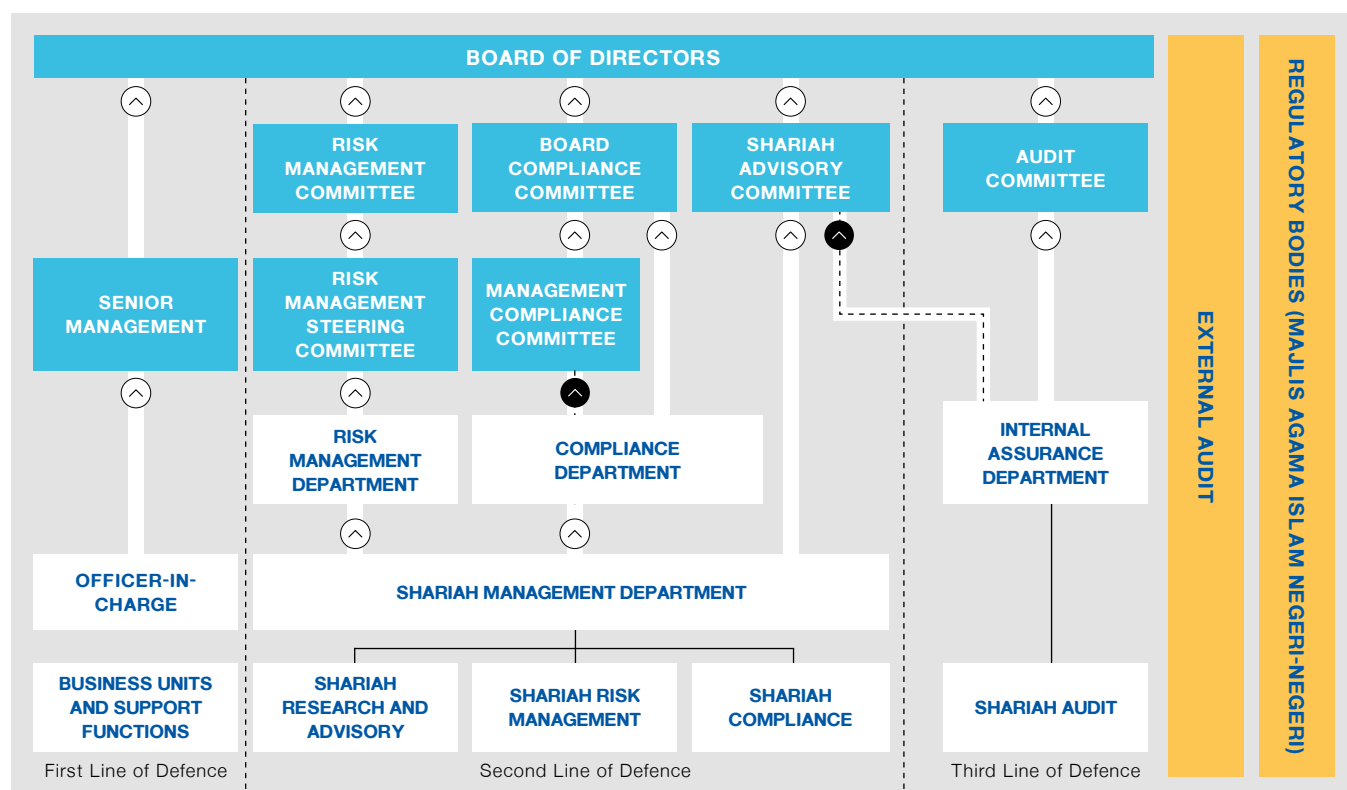 BOARD OF DIRECTORS
RISK
MANAGEMENT
COMMITTEE
BOARD
COMPLIANCE
COMMITTEE
SHARIAH
ADVISORY
COMMITTEE
AUDIT
COMMITTEE
SENIOR
MANAGEMENT
RISK
MANAGEMENT
STEERING
COMMITTEE
MANAGEMENT
COMPLIANCE
COMMITTEE
RISK
MANAGEMENT
DEPARTMENT
COMPLIANCE
DEPARTMENT
INTERNAL
ASSURANCE
DEPARTMENT
OFFICER-IN-
CHARGE
SHARIAH MANAGEMENT DEPARTMENT
BUSINESS UNITS
AND SUPPORT
FUNCTIONS
SHARIAH
RESEARCH AND
ADVISORY
SHARIAH RISK
MANAGEMENT
SHARIAH
COMPLIANCE
SHARIAH AUDIT
First Line of Defence
Second Line of Defence
Third Line of Defence
EXTERNAL AUDIT
REGULATORY BODIES (MAJLIS AGAMA ISLAM NEGERI-NEGERI)